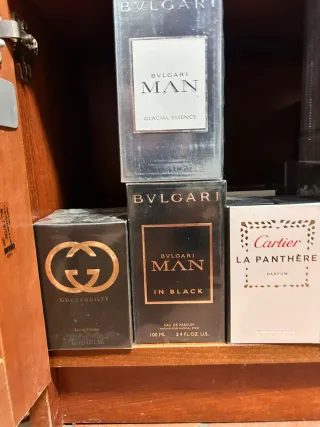 BVLGARI
BVLGARI
MAN
GLACIAL ESSENCE
BVLGARI
BVLGARI
MAN
IN BLACK
EAU DE PARFUM
100 ML 3.4 FL.OZ. US.
GUCCI GUILTY
Cartier
LA PANTHÈRE
PARFUM